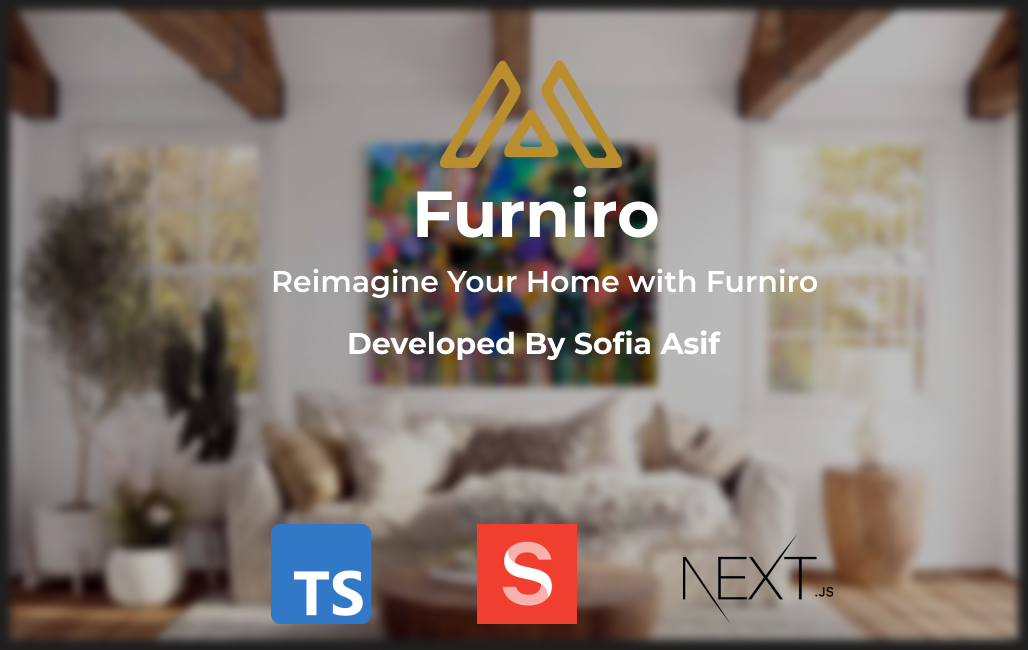 Furniro
Reimagine Your Home with Furniro
Developed By Sofia Asif
TS
S
NEXT.JS